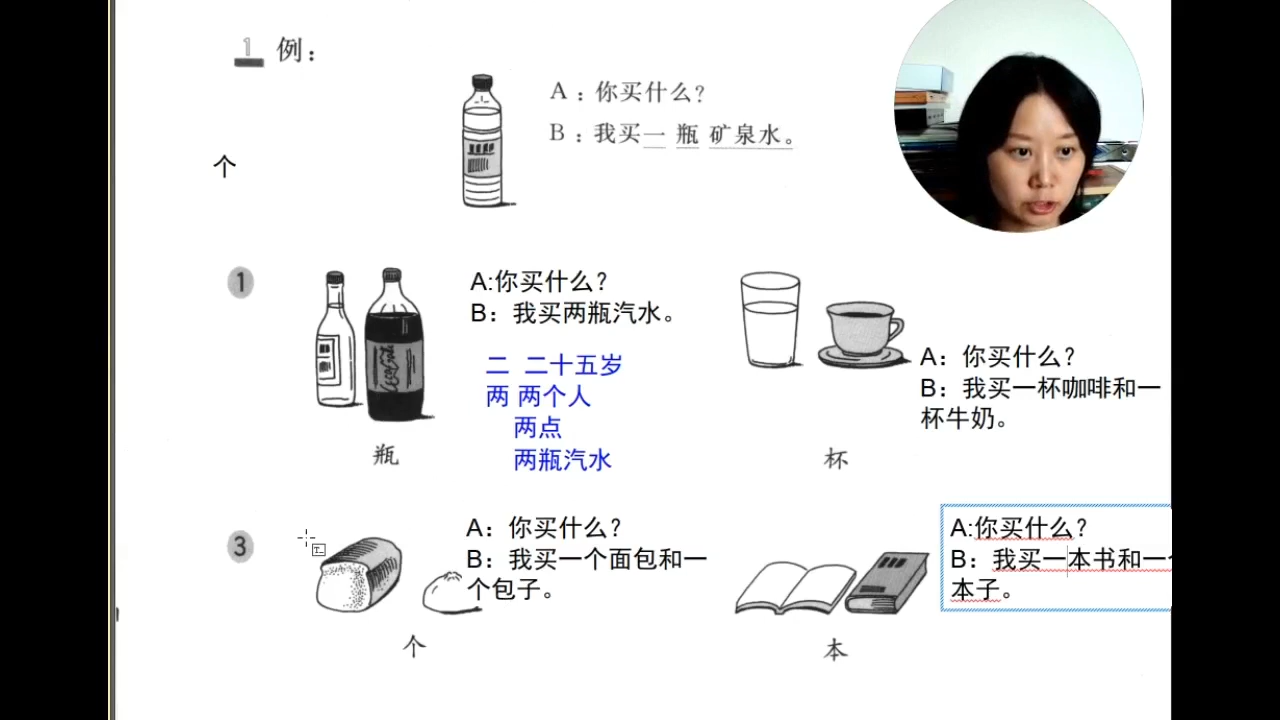 1 例：
A：你买什么？
B：我买一 瓶 矿泉水。
个
1
A:你买什么？
B：我买两瓶汽水。
二 二十五岁
两 两个人
两点
两瓶汽水
瓶
A：你买什么？
B：我买一杯咖啡和一
杯牛奶。
杯
3
A：你买什么？
B：我买一个面包和一
个包子。
个
A:你买什么？
B：我买一本书和一个
本子。
本